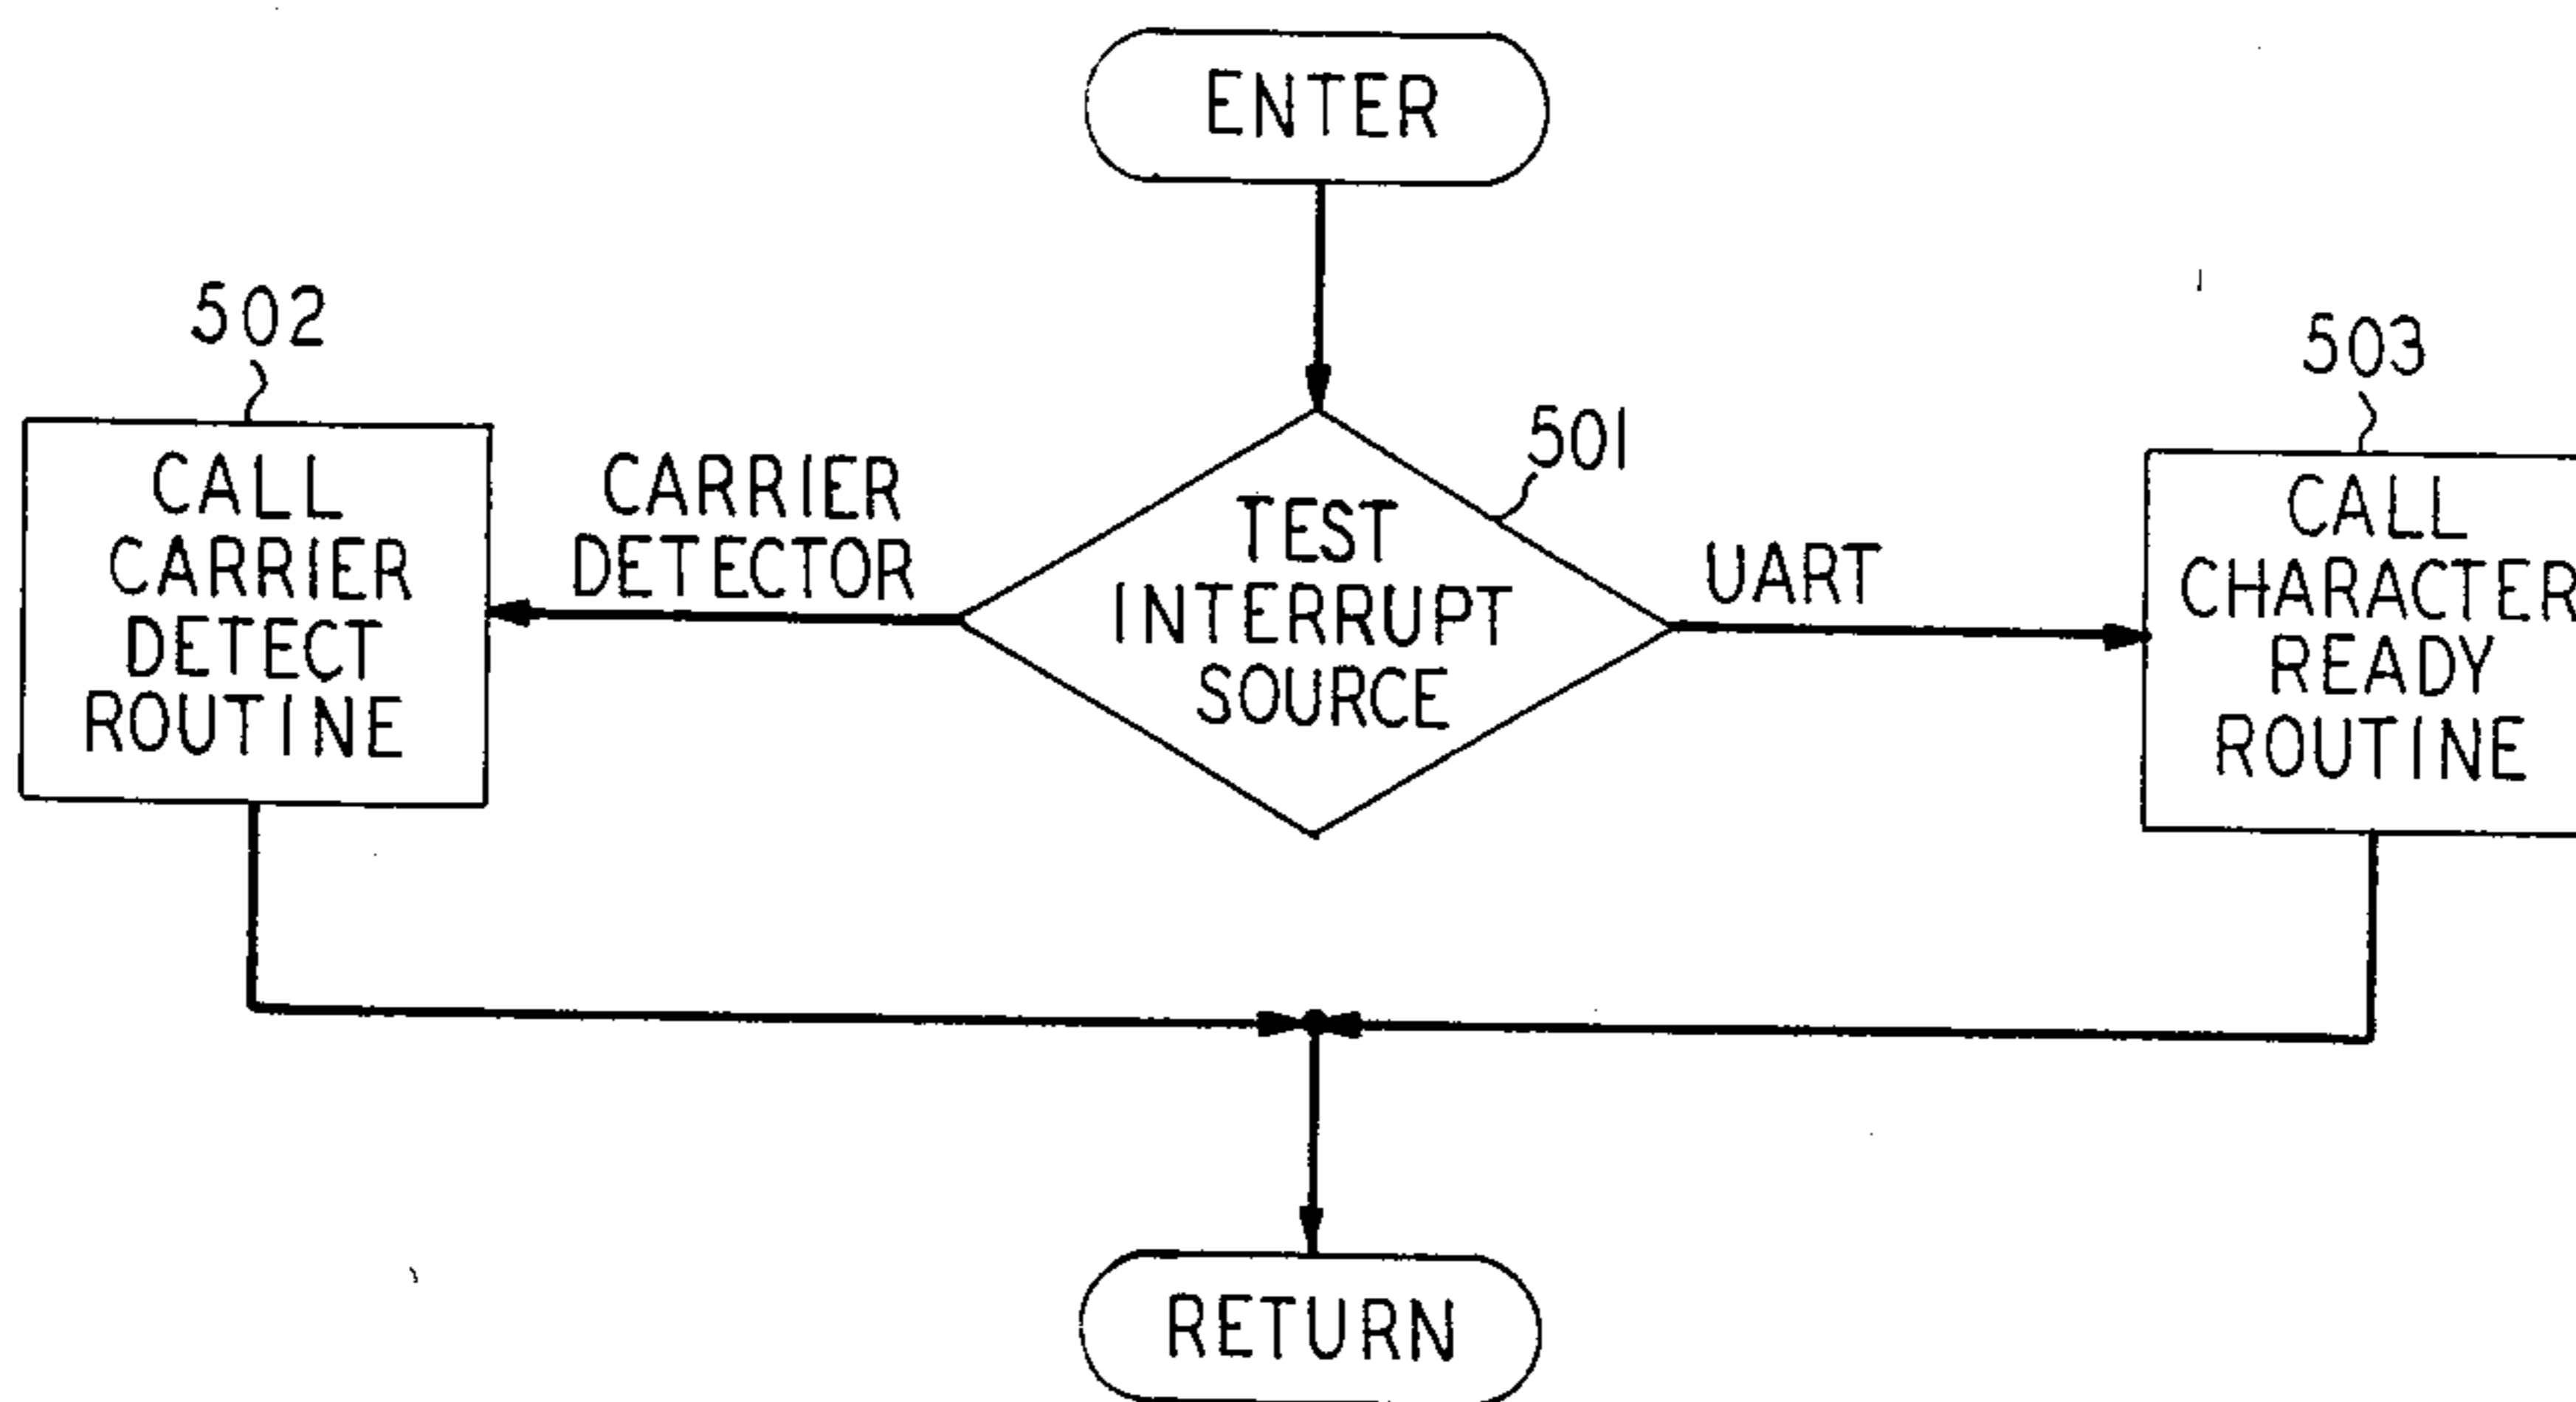 ENTER
502
CALL
CARRIER
DETECT
ROUTINE
CARRIER
DETECTOR
501
TEST
INTERRUPT
SOURCE
UART
503
CALL
CHARACTER
READY
ROUTINE
RETURN